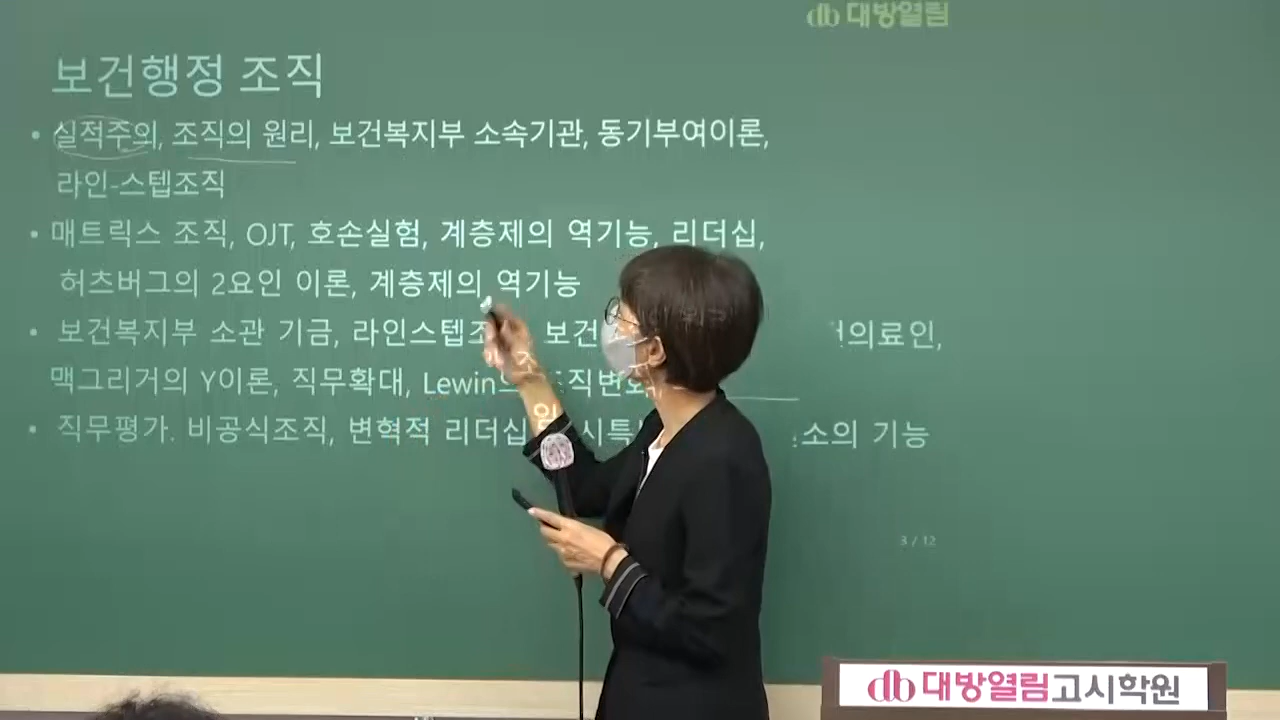 db 대방열림
보건행정 조직
• 실적주의, 조직의 원리, 보건복지부 소속기관, 동기부여이론,
라인-스텝조직
• 매트릭스 조직, OJT, 호손실험, 계층제의 역기능, 리더십,
허츠버그의 2요인 이론, 계층제의 역기능
• 보건복지부 소관 기금, 라인스텝조 보건 의료인,
맥그리거의 Y이론, 직무확대, Lewin의 조직변화
• 직무평가. 비공식조직, 변혁적 리더십 소의 기능
3 / 12
db 대방열림고시학원